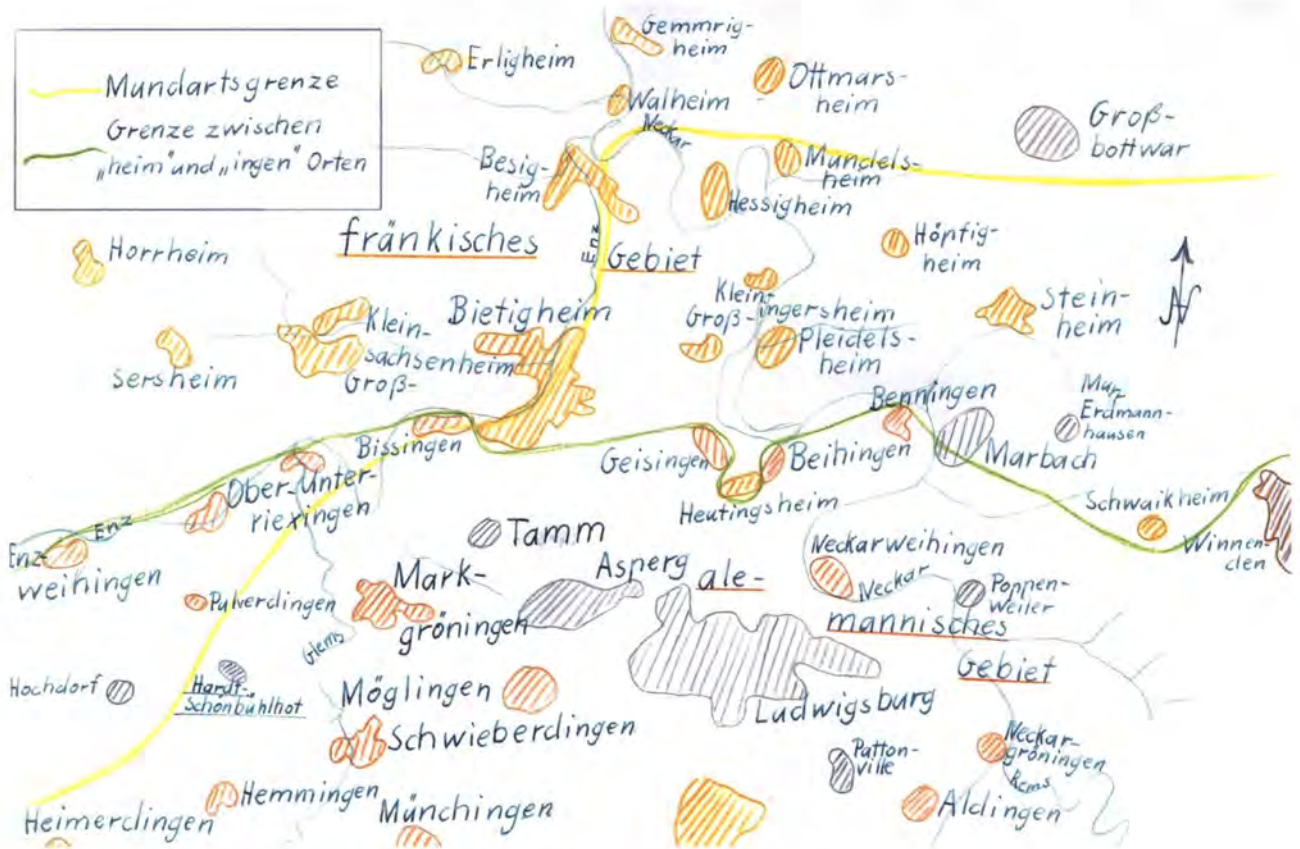 Mundartsgrenze
Grenze zwischen
„heim" und „ingen" Orten
Gemmrig-
heim
Erligheim
Ottmars-
heim
Walheim
Neckar
Groß-
bottwar
Besig-
heim
Mundels-
heim
Hessigheim
fränkisches
Gebiet
Enz
Horrheim
Höpfig-
heim
N
Klein-
Groß-
ingersheim
Stein-
heim
Bietigheim
Klein-
sachsenheim
Groß-
Pleidels-
heim
Sersheim
Benningen
Murr
Erdmann-
hausen
Bissingen
Geisingen
Beihingen
Marbach
Ober-Unter-
riexingen
Heutingsheim
Schwaikheim
Enz
Enz-
weihingen
Tamm
Neckarweihingen
Winnen-
den
Mark-
gröningen
Asperg
ale-
Neckar
Poppen-
weiler
Pulverdingen
mannisches
Glems
Gebiet
Hochdorf
Hardt-
Schönbühlhof
Möglingen
Ludwigsburg
Schwieberdingen
Patton-
ville
Neckar-
gröningen
Rems
Hemmingen
Münchingen
Aldingen
Heimerdingen